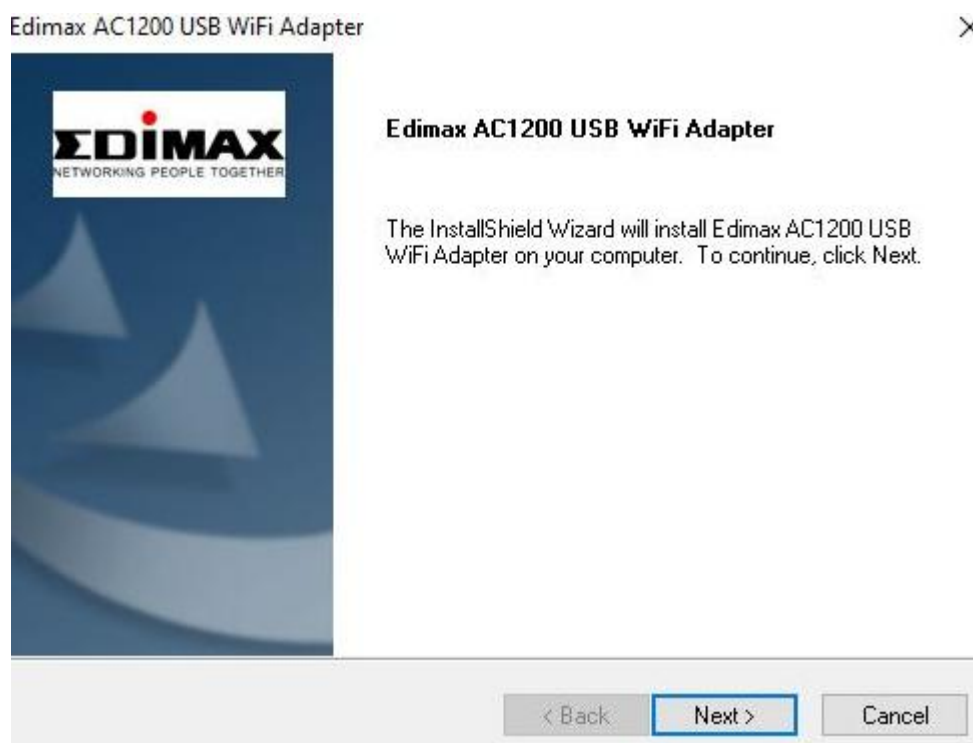 Edimax AC1200 USB WiFi Adapter
EDIMAX
NETWORKING PEOPLE TOGETHER
Edimax AC1200 USB WiFi Adapter
The InstallShield Wizard will install Edimax AC1200 USB
WiFi Adapter on your computer.  To continue, click Next.
< Back
Next >
Cancel